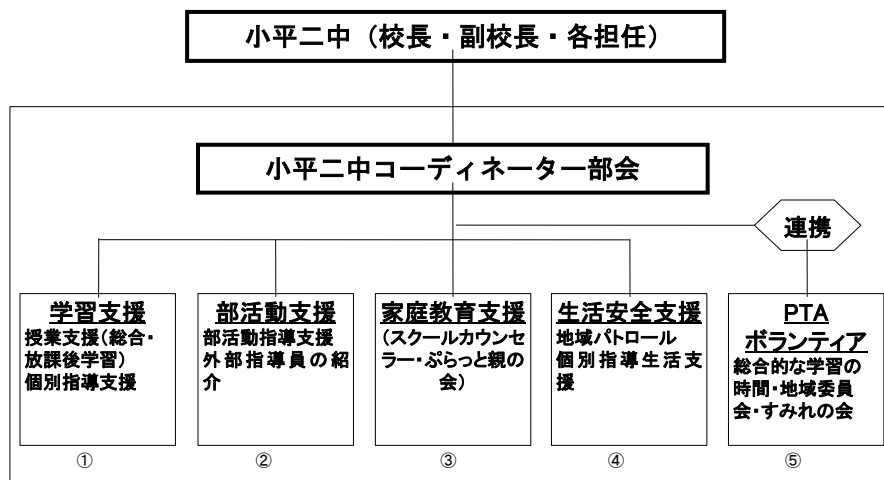 小平二中（校長・副校長・各担任）
小平二中コーディネーター部会
連携
学習支援
授業支援（総合・
放課後学習）
個別指導支援
部活動支援
部活動指導支援
外部指導員の紹
介
家庭教育支援
（スクールカウンセ
ラー・ぷらっと親の
会）
生活安全支援
地域パトロール
個別指導生活支
援
PTA
ボランティア
総合的な学習の
時間・地域委員
会・すみれの会
①
②
③
④
⑤